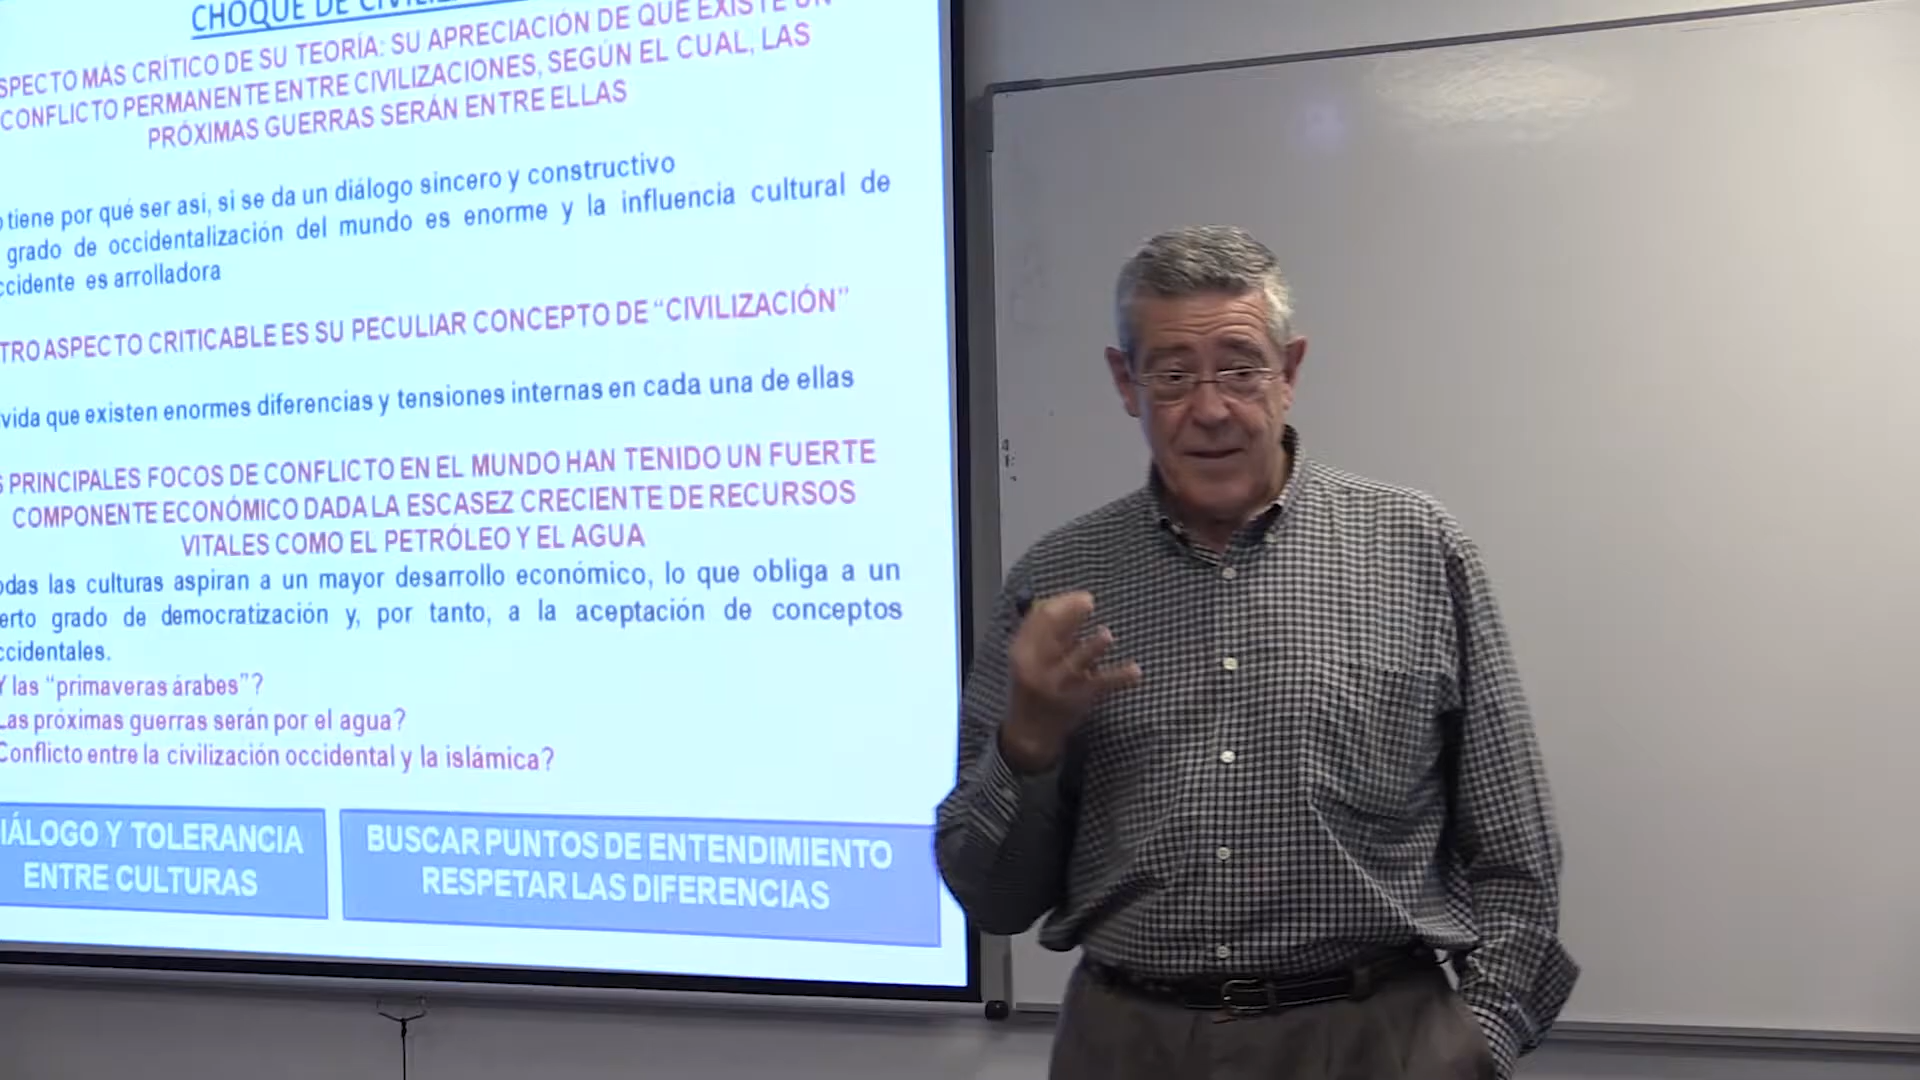 CHOQUE DE
SPECTO MÁS CRÍTICO DE SU TEORÍA: SU APRECIACIÓN DE QUE EXISTE UN
CONFLICTO PERMANENTE ENTRE CIVILIZACIONES, SEGÚN EL CUAL, LAS
PRÓXIMAS GUERRAS SERÁN ENTRE ELLAS
o tiene por qué ser así, si se da un diálogo sincero y constructivo
grado de occidentalización del mundo es enorme y la influencia cultural de
ccidente es arrolladora
TRO ASPECTO CRITICABLE ES SU PECULIAR CONCEPTO DE “CIVILIZACIÓN”
vida que existen enormes diferencias y tensiones internas en cada una de ellas
S PRINCIPALES FOCOS DE CONFLICTO EN EL MUNDO HAN TENIDO UN FUERTE
COMPONENTE ECONÓMICO DADA LA ESCASEZ CRECIENTE DE RECURSOS
VITALES COMO EL PETRÓLEO Y EL AGUA
odas las culturas aspiran a un mayor desarrollo económico, lo que obliga a un
erto grado de democratización y, por tanto, a la aceptación de conceptos
ccidentales.
Y las “primaveras árabes”?
Las próximas guerras serán por el agua?
Conflicto entre la civilización occidental y la islámica?
IÁLOGO Y TOLERANCIA
ENTRE CULTURAS
BUSCAR PUNTOS DE ENTENDIMIENTO
RESPETAR LAS DIFERENCIAS